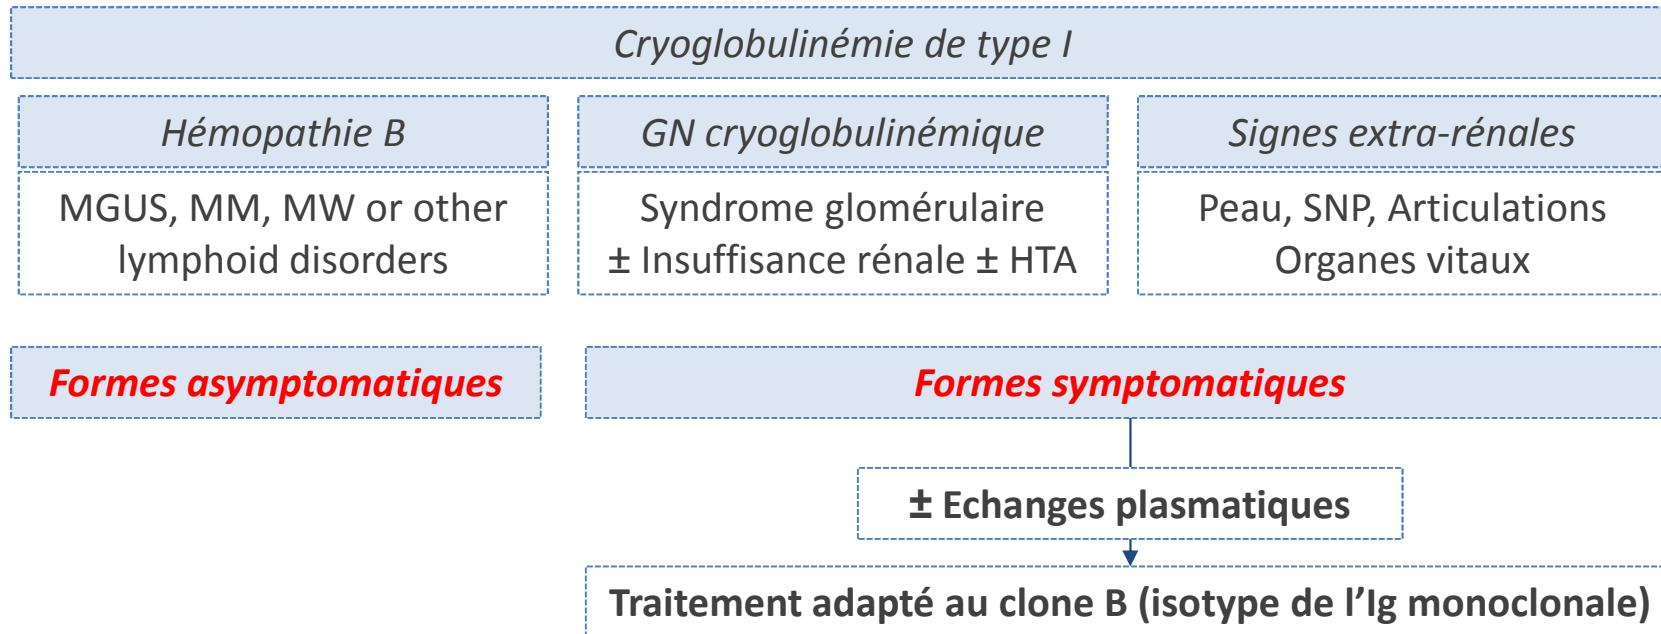 Cryoglobulinémie de type I
Hémopathie B
MGUS, MM, MW or other
lymphoid disorders
GN cryoglobulinémique
Syndrome glomérulaire
± Insuffisance rénale ± HTA
Signes extra-rénales
Peau, SNP, Articulations
Organes vitaux
Formes asymptomatiques
Formes symptomatiques
± Echanges plasmatiques
Traitement adapté au clone B (isotype de l’Ig monoclonale)